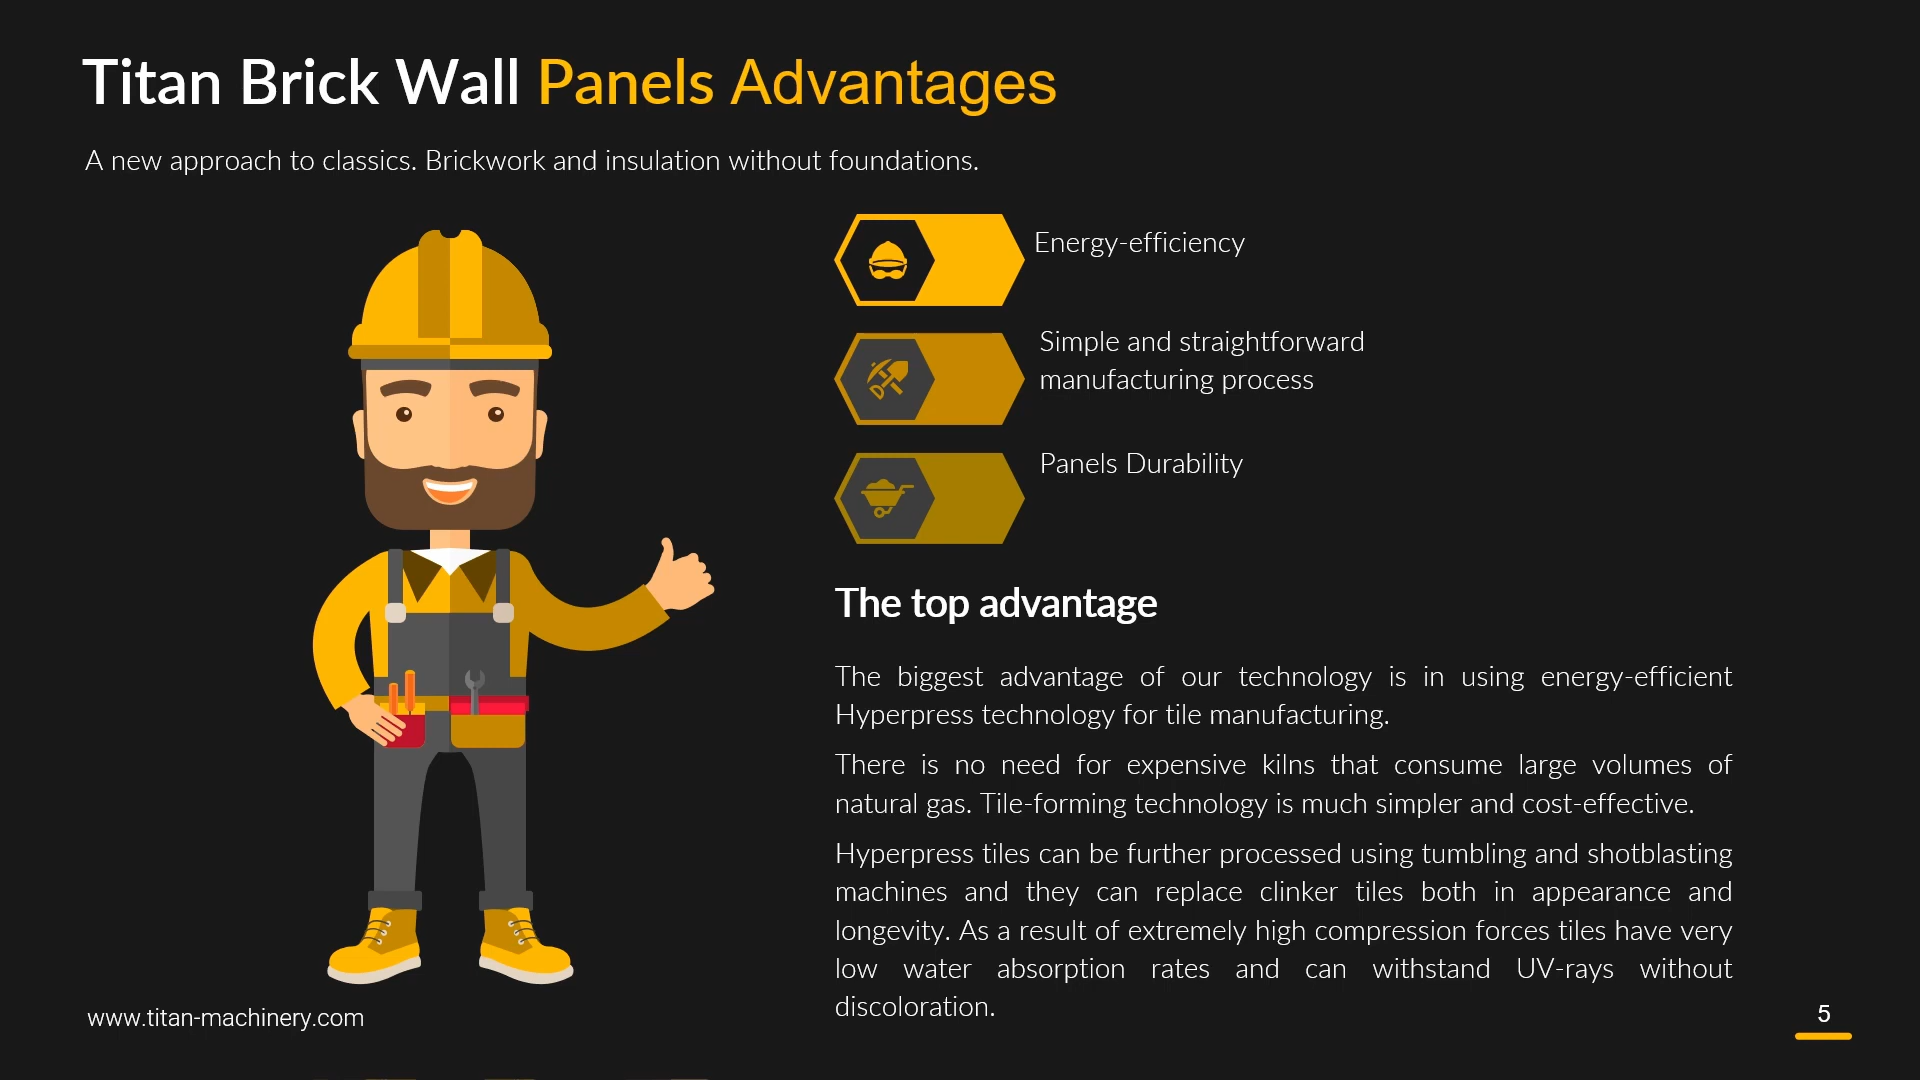 Titan Brick Wall Panels Advantages
A new approach to classics. Brickwork and insulation without foundations.
Energy-efficiency
Simple and straightforward
manufacturing process
Panels Durability
The top advantage
The biggest advantage of our technology is in using energy-efficient
Hyperpress technology for tile manufacturing.
There is no need for expensive kilns that consume large volumes of
natural gas. Tile-forming technology is much simpler and cost-effective.
Hyperpress tiles can be further processed using tumbling and shotblasting
machines and they can replace clinker tiles both in appearance and
longevity. As a result of extremely high compression forces tiles have very
low water absorption rates and can withstand UV-rays without
discoloration.
www.titan-machinery.com
5